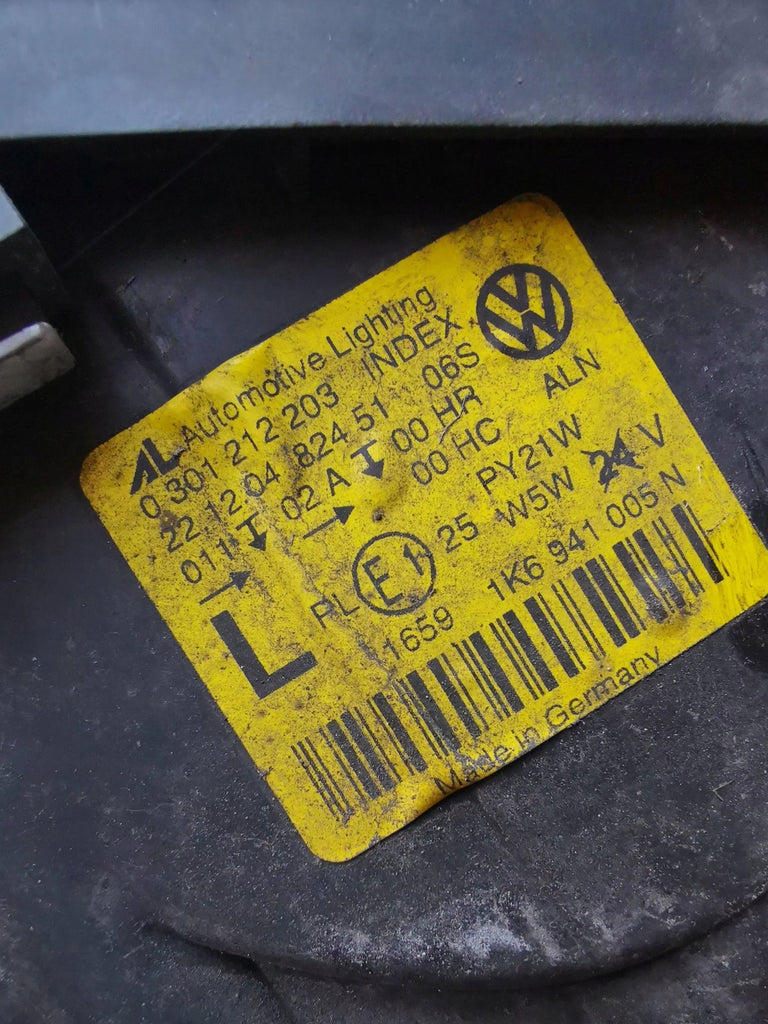 AL Automotive Lighting
0 301 212 203 INDEX
22 12 04 824 51 06S
011 02 A 00 HR ALN
00 HC
PL E1 25 PY21W
W5W 24 V
1659 1K6 941 005 N
L
Made in Germany